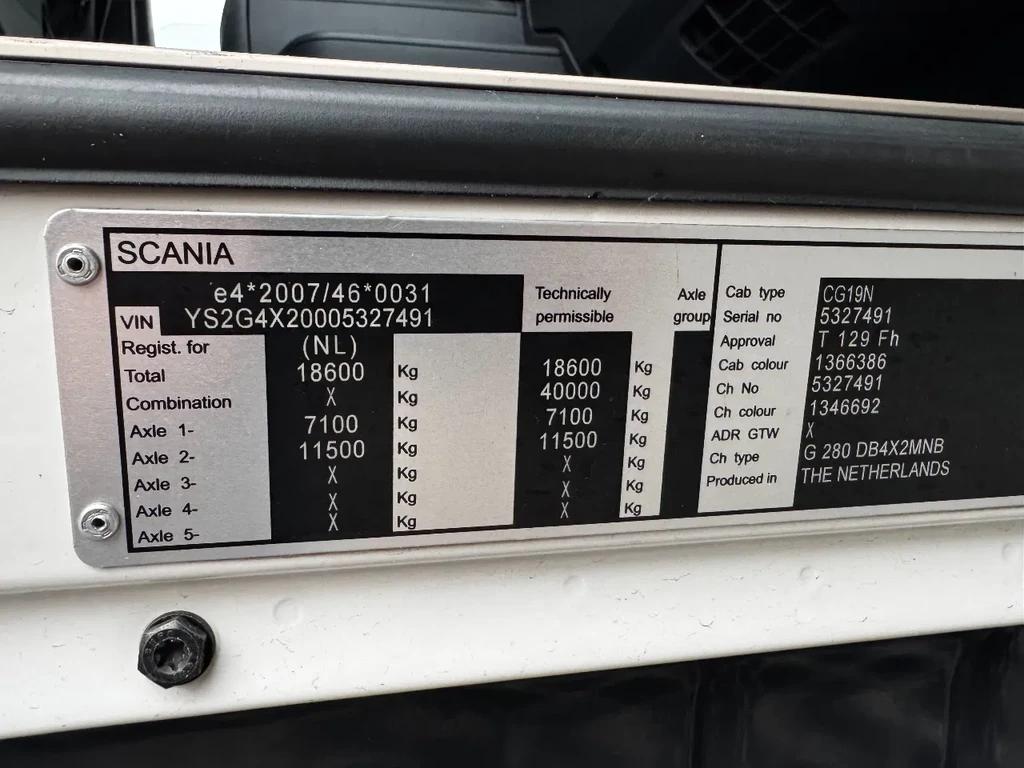 SCANIA
e4*2007/46*0031
VIN YS2G4X20005327491
Technically permissible
Axle group
Regist. for (NL)
Total 18600 Kg 18600 Kg
Combination X Kg 40000 Kg
Axle 1- 7100 Kg 7100 Kg
Axle 2- 11500 Kg 11500 Kg
Axle 3- X Kg X Kg
Axle 4- X Kg X Kg
Axle 5- X Kg X Kg
Cab type CG19N
Serial no 5327491
Approval T 129 Fh
Cab colour 1366386
Ch No 5327491
Ch colour 1346692
ADR GTW X
Ch type G 280 DB4X2MNB
Produced in THE NETHERLANDS